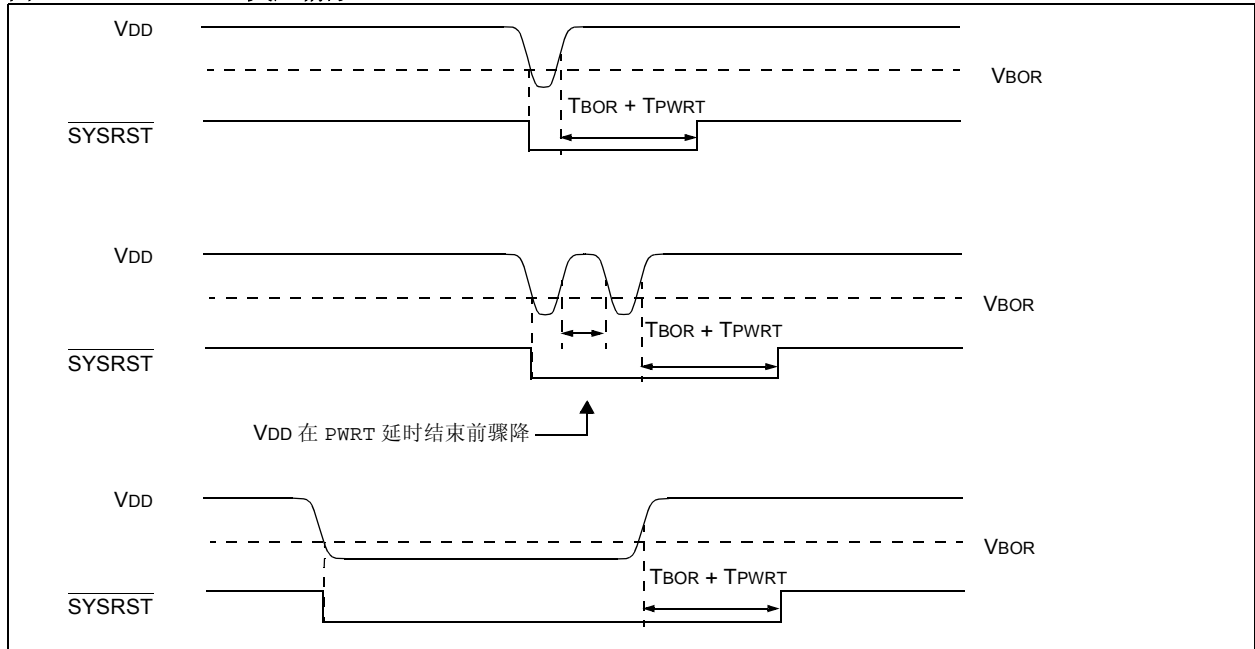 VDD
VBOR
TBOR + TPWRT
SYSRST
VDD
VBOR
TBOR + TPWRT
SYSRST
VDD 在 PWRT 延时结束前骤降
VDD
VBOR
TBOR + TPWRT
SYSRST